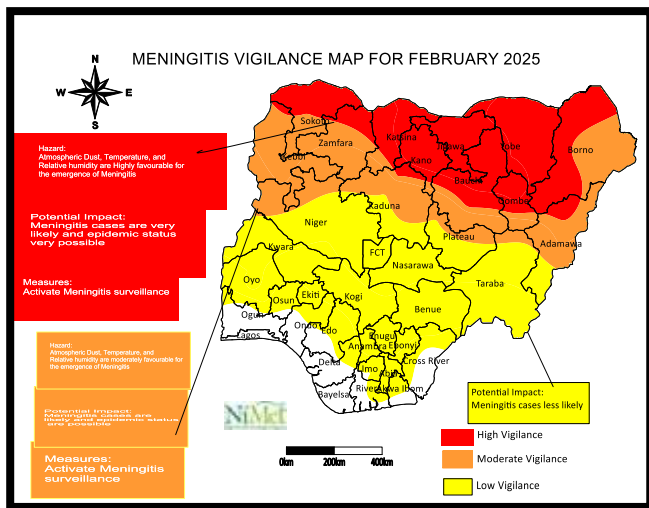 MENINGITIS VIGILANCE MAP FOR FEBRUARY 2025
N
W
E
S
Hazard:
Atmospheric Dust, Temperature, and
Relative humidity are Highly favourable for
the emergence of Meningitis
Potential Impact:
Meningitis cases are very
likely and epidemic status
very possible
Measures:
Activate Meningitis surveillance
Hazard:
Atmospheric Dust, Temperature, and
Relative humidity are moderately favourable for
the emergence of Meningitis
Potential Impact:
Meningitis cases are
likely and epidemic status
are possible
Measures:
Activate Meningitis
surveillance
Sokoto
Zamfara
Kebbi
Katsina
Kano
Jigawa
Yobe
Borno
Bauchi
Gombe
Kaduna
Adamawa
Plateau
Niger
Kwara
FCT
Nasarawa
Taraba
Oyo
Osun
Ekiti
Kogi
Benue
Ogun
Ondo
Edo
Lagos
Enugu
Anambra
Ebonyi
Cross River
Delta
Imo
Abia
Bayelsa
Rivers
Akwa Ibom
NiMet
0km
200km
400km
Potential Impact:
Meningitis cases less likely
High Vigilance
Moderate Vigilance
Low Vigilance